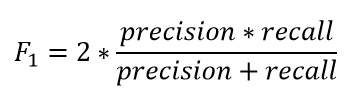 F₁ = 2 * precision * recall / precision + recall